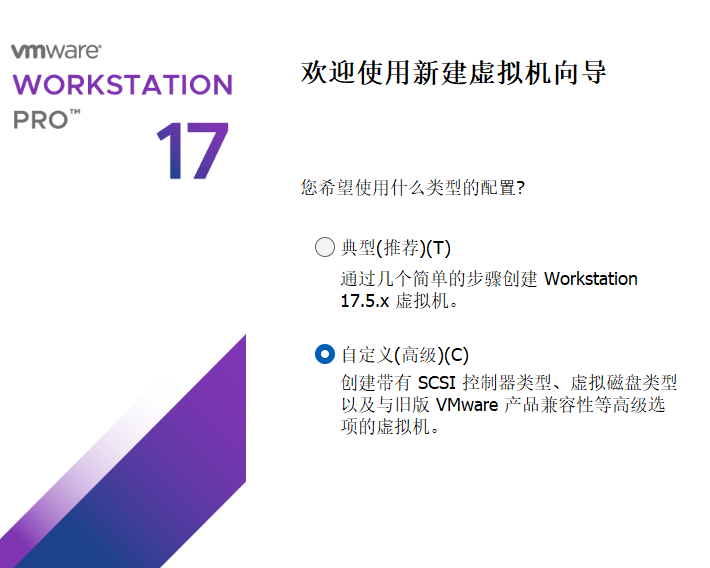 vmware®
WORKSTATION
PRO™
17
欢迎使用新建虚拟机向导
您希望使用什么类型的配置?
典型(推荐)(T)
通过几个简单的步骤创建 Workstation
17.5.x 虚拟机。
自定义(高级)(C)
创建带有 SCSI 控制器类型、虚拟磁盘类型
以及与旧版 VMware 产品兼容性等高级选
项的虚拟机。